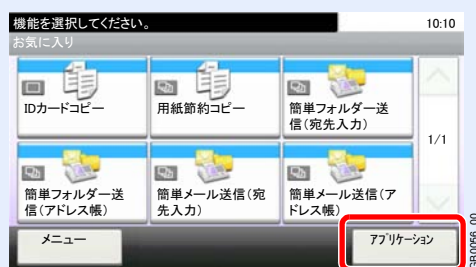 機能を選択してください。 10:10
お気に入り
IDカードコピー
用紙節約コピー
簡単フォルダー送
信(宛先入力)
1/1
簡単フォルダー送
信(アドレス帳)
簡単メール送信(宛
先入力)
簡単メール送信(ア
ドレス帳)
メニュー
アプリケーション